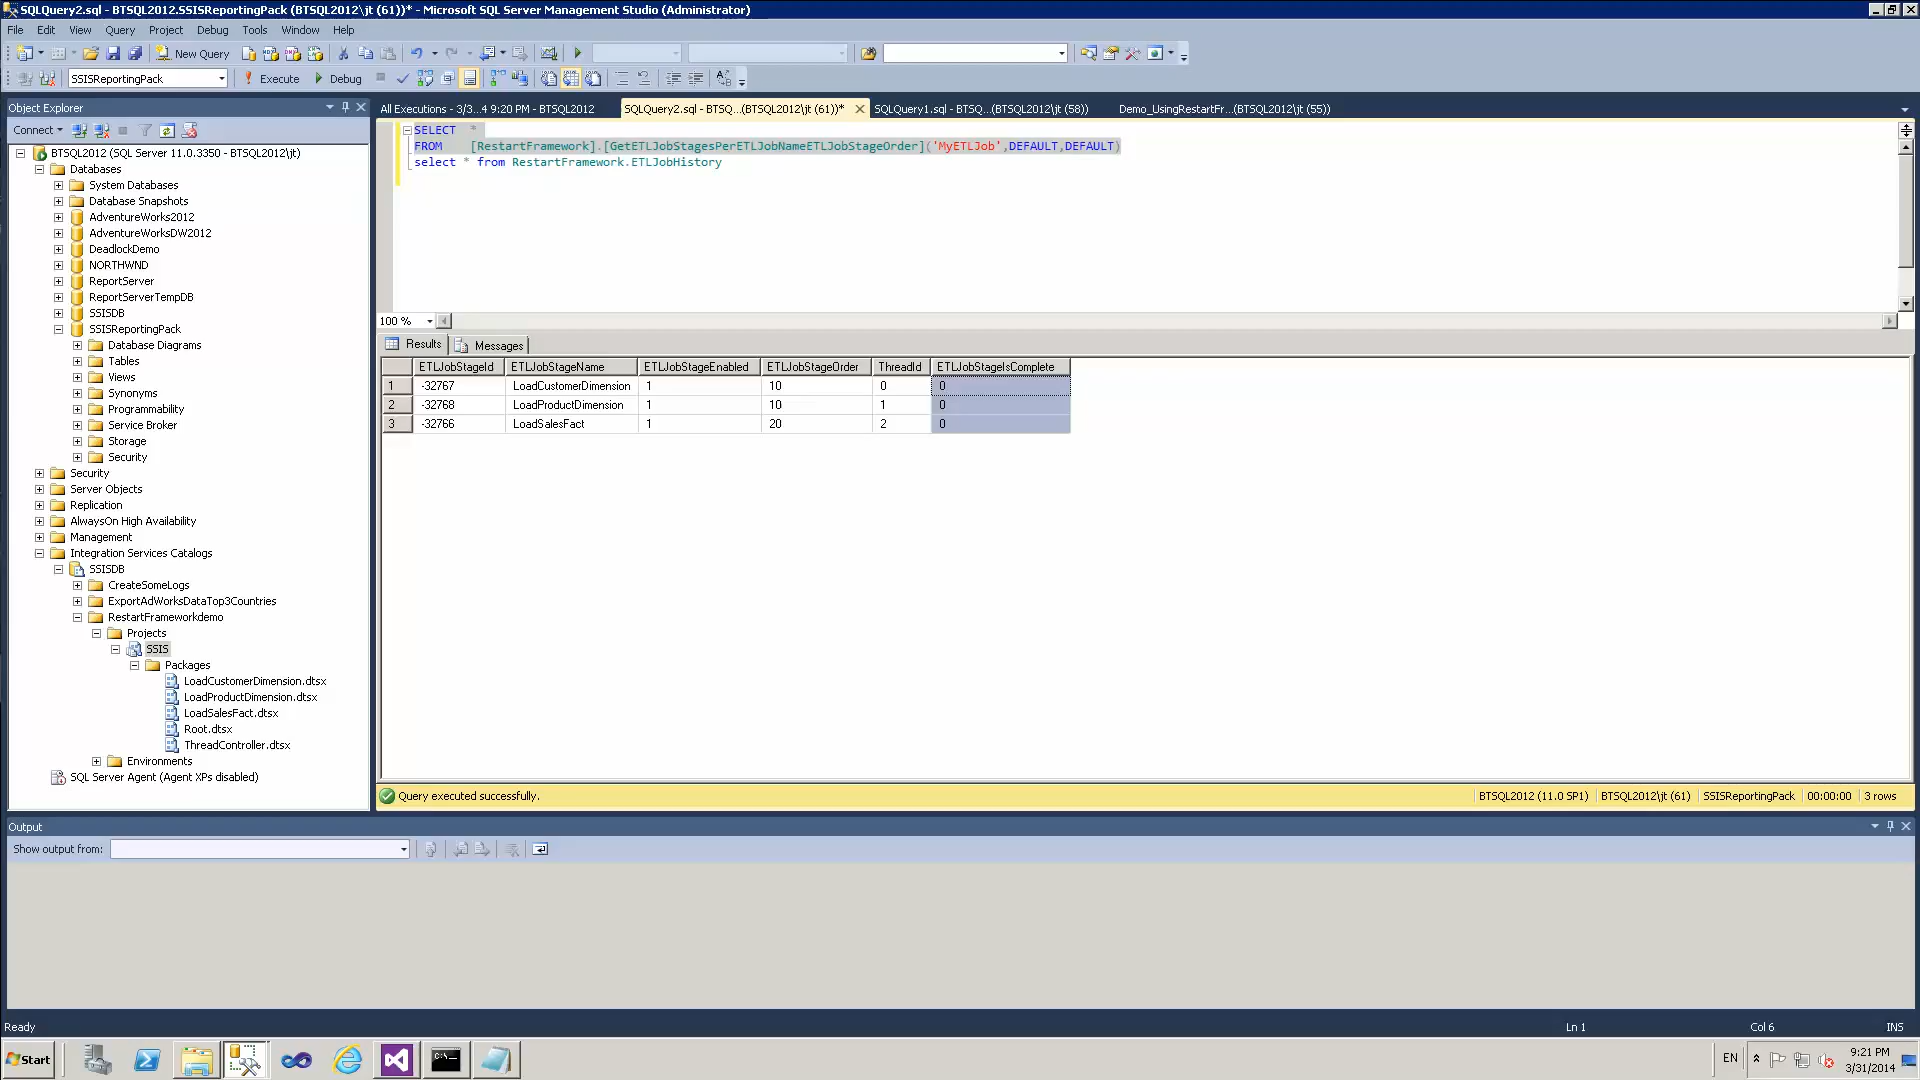 SQLQuery2.sql - BTSQL2012.SSISReportingPack (BTSQL2012\jt (61))* - Microsoft SQL Server Management Studio (Administrator)
File Edit View Query Project Debug Tools Window Help
New Query
SSISReportingPack Execute Debug
Object Explorer
Connect
BTSQL2012 (SQL Server 11.0.3350 - BTSQL2012\jt)
Databases
System Databases
Database Snapshots
AdventureWorks2012
AdventureWorksDW2012
DeadlockDemo
NORTHWND
ReportServer
ReportServerTempDB
SSISDB
SSISReportingPack
Database Diagrams
Tables
Views
Synonyms
Programmability
Service Broker
Storage
Security
Security
Server Objects
Replication
AlwaysOn High Availability
Management
Integration Services Catalogs
SSISDB
CreateSomeLogs
ExportAdWorksDataTop3Countries
RestartFrameworkdemo
Projects
SSIS
Packages
LoadCustomerDimension.dtsx
LoadProductDimension.dtsx
LoadSalesFact.dtsx
Root.dtsx
ThreadController.dtsx
Environments
SQL Server Agent (Agent XPs disabled)
All Executions - 3/3...4 9:20 PM - BTSQL2012 SQLQuery2.sql - BTSQ...(BTSQL2012\jt (61))* SQLQuery1.sql - BTSQ...(BTSQL2012\jt (58)) Demo_UsingRestartFr...(BTSQL2012\jt (55))
SELECT *
FROM [RestartFramework].[GetETLJobStagesPerETLJobNameETLJobStageOrder]('MyETLJob',DEFAULT,DEFAULT)
select * from RestartFramework.ETLJobHistory
100 %
Results Messages
ETLJobStageId ETLJobStageName ETLJobStageEnabled ETLJobStageOrder ThreadId ETLJobStageIsComplete
1 -32767 LoadCustomerDimension 1 10 0 0
2 -32768 LoadProductDimension 1 10 1 0
3 -32766 LoadSalesFact 1 20 2 0
Query executed successfully. BTSQL2012 (11.0 SP1) BTSQL2012\jt (61) SSISReportingPack 00:00:00 3 rows
Output
Show output from:
Ready Ln 1 Col 6 INS
Start C:\ EN 9:21 PM
3/31/2014